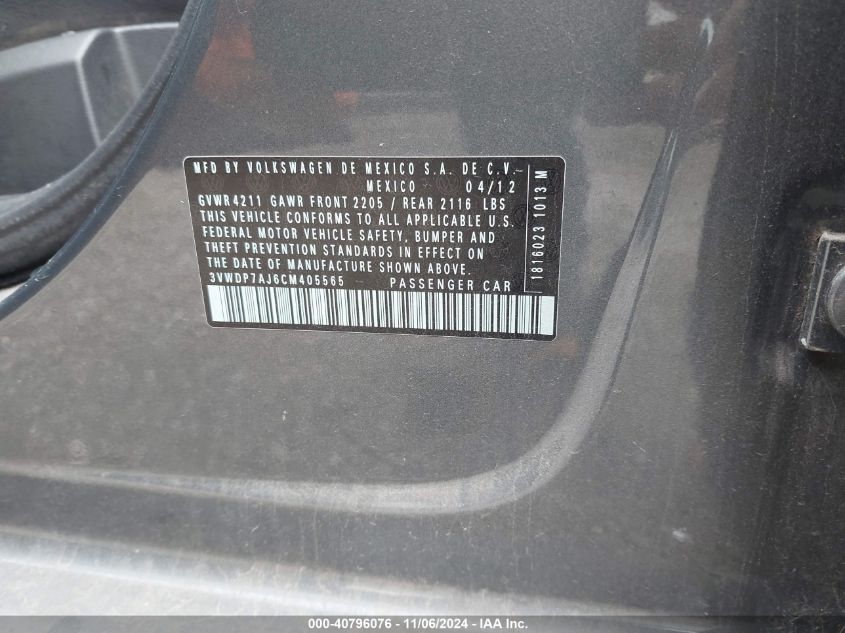 MFD BY VOLKSWAGEN DE MEXICO S.A. DE C.V.
MEXICO 04/12
GVWR4211 GAWR FRONT 2205 / REAR 2116 LBS
THIS VEHICLE CONFORMS TO ALL APPLICABLE U.S.
FEDERAL MOTOR VEHICLE SAFETY, BUMPER AND
THEFT PREVENTION STANDARDS IN EFFECT ON
THE DATE OF MANUFACTURE SHOWN ABOVE.
3VWDP7AJ6CM405565 - PASSENGER CAR
1816023 1013 M
000-40796076 - 11/06/2024 - IAA Inc.